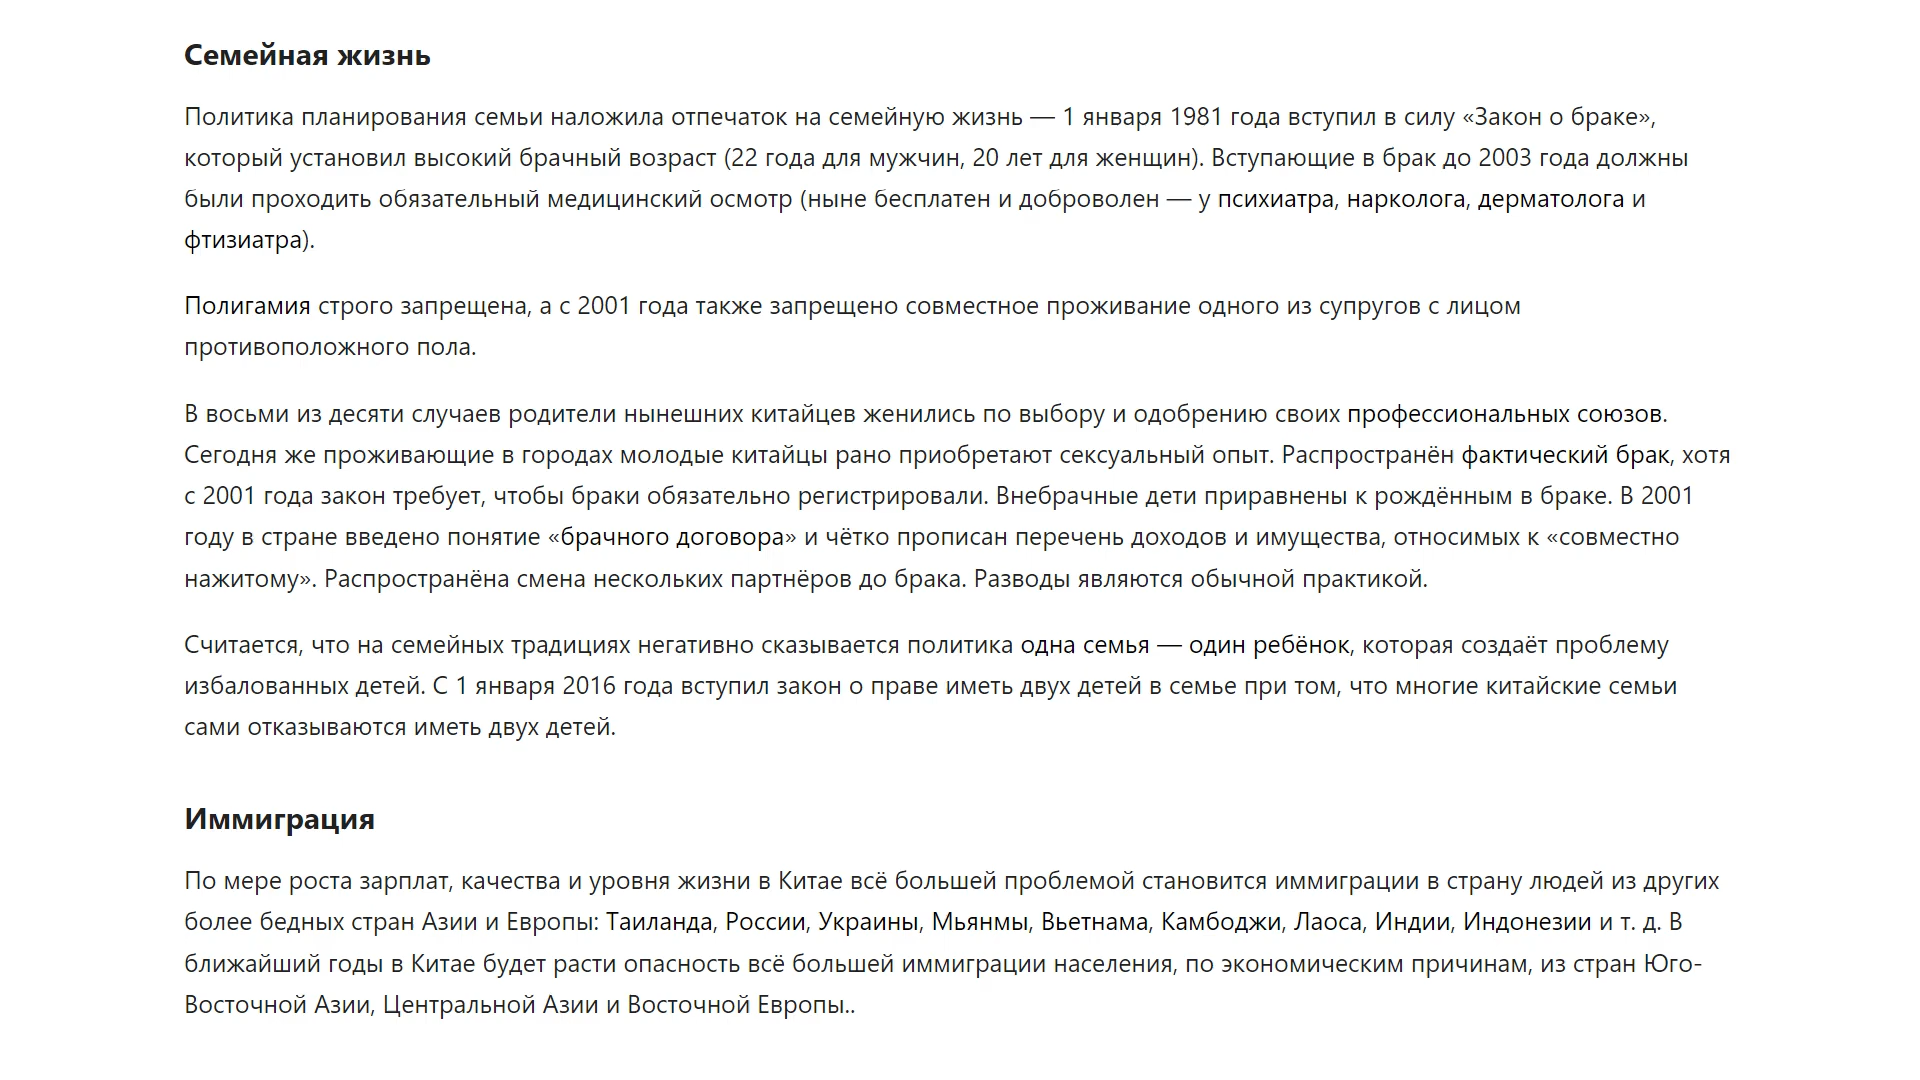 Семейная жизнь
Политика планирования семьи наложила отпечаток на семейную жизнь — 1 января 1981 года вступил в силу «Закон о браке»,
который установил высокий брачный возраст (22 года для мужчин, 20 лет для женщин). Вступающие в брак до 2003 года должны
были проходить обязательный медицинский осмотр (ныне бесплатен и доброволен — у психиатра, нарколога, дерматолога и
фтизиатра).
Полигамия строго запрещена, а с 2001 года также запрещено совместное проживание одного из супругов с лицом
противоположного пола.
В восьми из десяти случаев родители нынешних китайцев женились по выбору и одобрению своих профессиональных союзов.
Сегодня же проживающие в городах молодые китайцы рано приобретают сексуальный опыт. Распространён фактический брак, хотя
с 2001 года закон требует, чтобы браки обязательно регистрировали. Внебрачные дети приравнены к рождённым в браке. В 2001
году в стране введено понятие «брачного договора» и чётко прописан перечень доходов и имущества, относимых к «совместно
нажитому». Распространёна смена нескольких партнёров до брака. Разводы являются обычной практикой.
Считается, что на семейных традициях негативно сказывается политика одна семья — один ребёнок, которая создаёт проблему
избалованных детей. С 1 января 2016 года вступил закон о праве иметь двух детей в семье при том, что многие китайские семьи
сами отказываются иметь двух детей.
Иммиграция
По мере роста зарплат, качества и уровня жизни в Китае всё большей проблемой становится иммиграции в страну людей из других
более бедных стран Азии и Европы: Таиланда, России, Украины, Мьянмы, Вьетнама, Камбоджи, Лаоса, Индии, Индонезии и т. д. В
ближайший годы в Китае будет расти опасность всё большей иммиграции населения, по экономическим причинам, из стран Юго-
Восточной Азии, Центральной Азии и Восточной Европы..